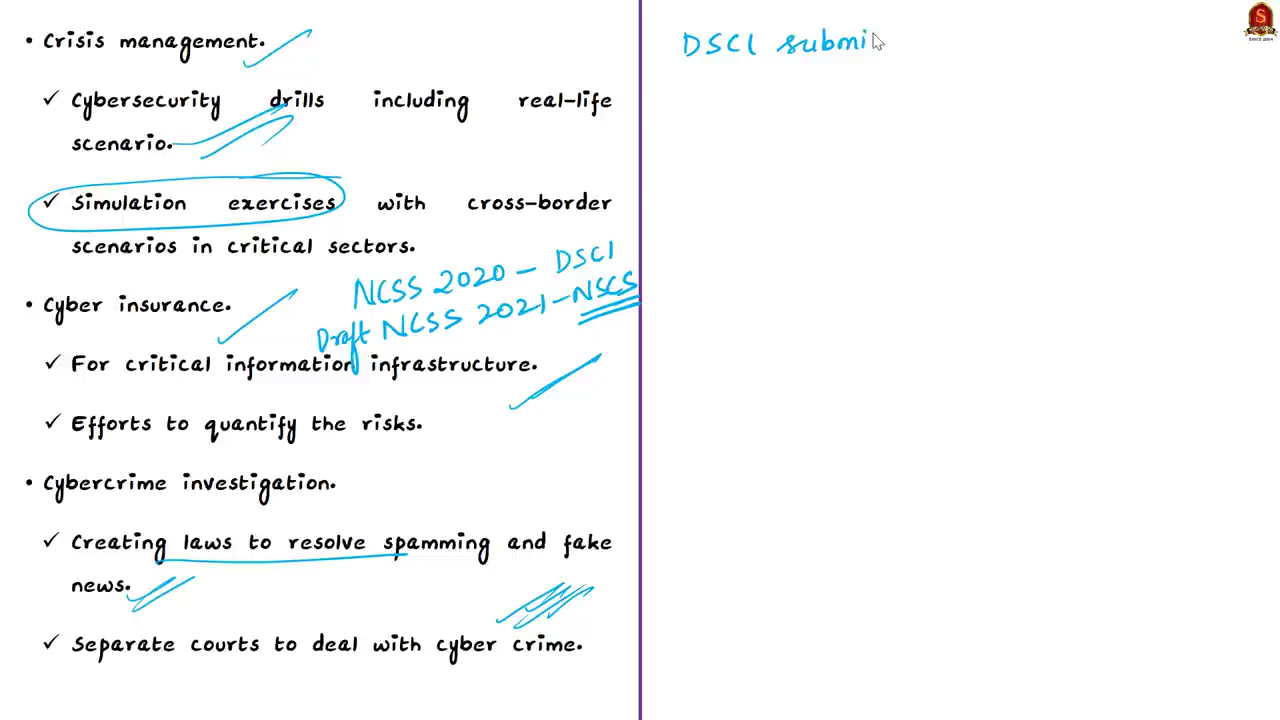 • Crisis management.
✓ Cybersecurity drills including real-life
scenario.
✓ Simulation exercises with cross-border
scenarios in critical sectors.
NCSS 2020 - DSCI
• Cyber insurance.
Draft NCSS 2021 - NSCS
✓ For critical information infrastructure.
✓ Efforts to quantify the risks.
• Cybercrime investigation.
✓ Creating laws to resolve spamming and fake
news.
✓ Separate courts to deal with cyber crime.
DSCI submi
S